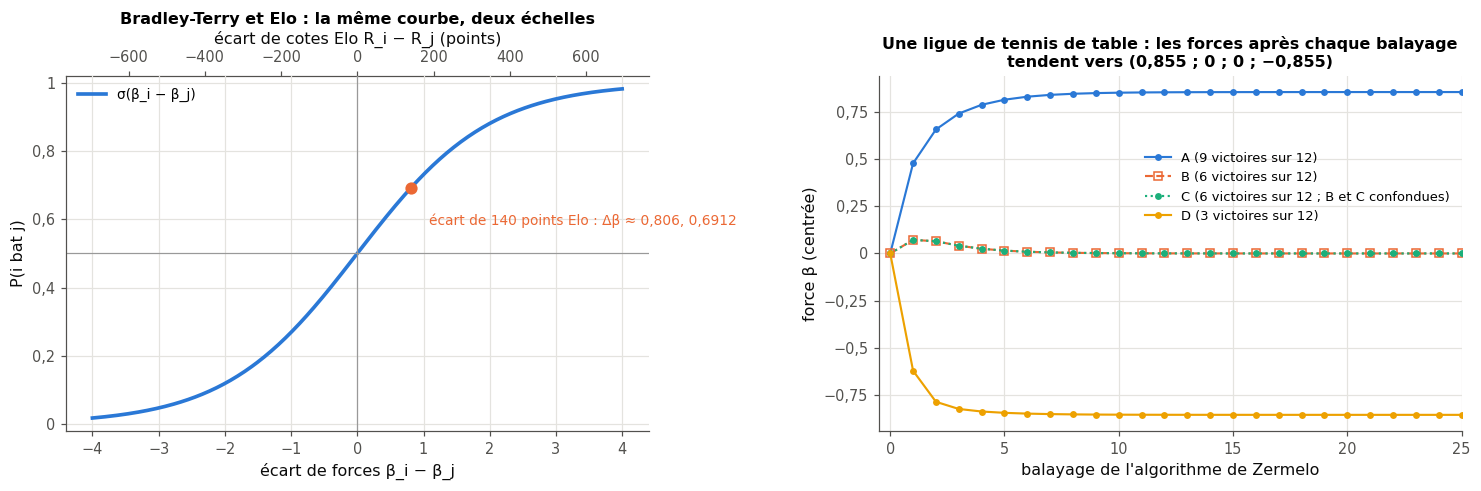 Bradley-Terry et Elo : la même courbe, deux échelles
écart de cotes Elo R_i − R_j (points)
−600 −400 −200 0 200 400 600
σ(β_i − β_j)
1
0,8
0,6
0,4
0,2
0
P(i bat j)
écart de 140 points Elo : Δβ ≈ 0,806, 0,6912
−4 −3 −2 −1 0 1 2 3 4
écart de forces β_i − β_j
Une ligue de tennis de table : les forces après chaque balayage
tendent vers (0,855 ; 0 ; 0 ; −0,855)
0,75
0,5
0,25
0
−0,25
−0,5
−0,75
force β (centrée)
A (9 victoires sur 12)
B (6 victoires sur 12)
C (6 victoires sur 12 ; B et C confondues)
D (3 victoires sur 12)
0 5 10 15 20 25
balayage de l'algorithme de Zermelo